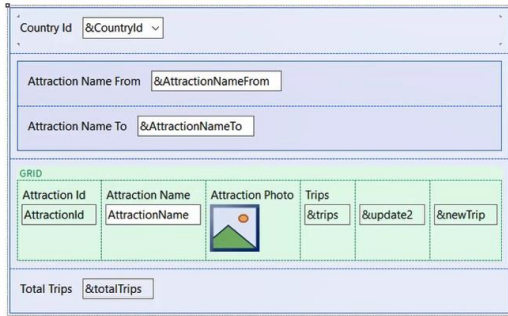 Country Id &CountryId
Attraction Name From &AttractionNameFrom
Attraction Name To &AttractionNameTo
GRID
Attraction Id Attraction Name Attraction Photo Trips
AttractionId AttractionName &trips &update2 &newTrip
Total Trips &totalTrips